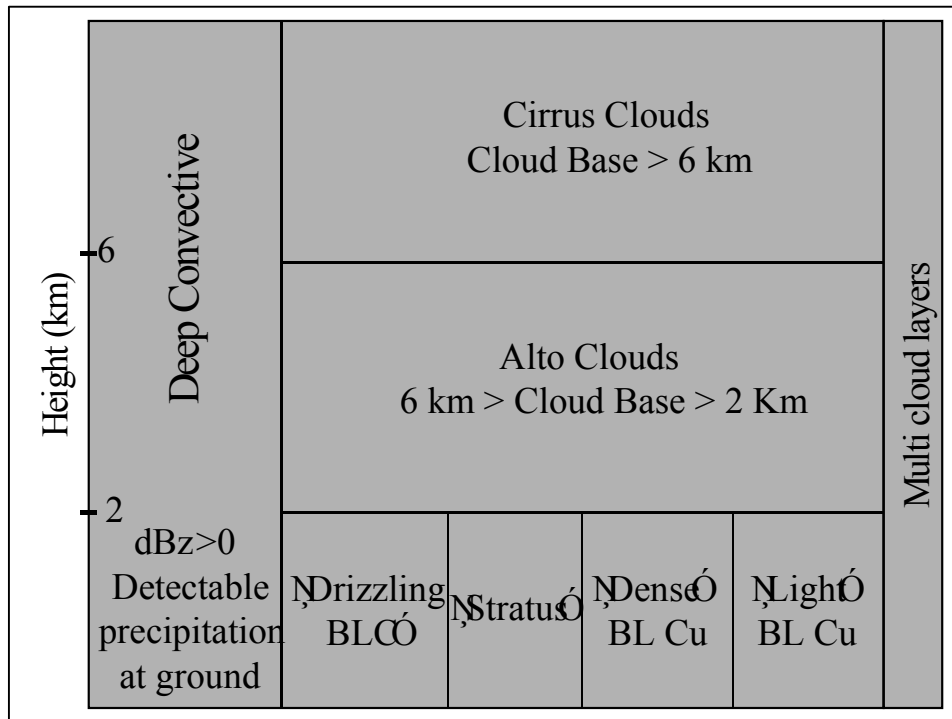 Height (km)
6
2
Deep Convective
dBz>0
Detectable
precipitation
at ground
Cirrus Clouds
Cloud Base > 6 km
Alto Clouds
6 km > Cloud Base > 2 Km
ŅDrizzling
BLCÓ
ŅStratusÓ
ŅDenseÓ
BL Cu
ŅLightÓ
BL Cu
Multi cloud layers